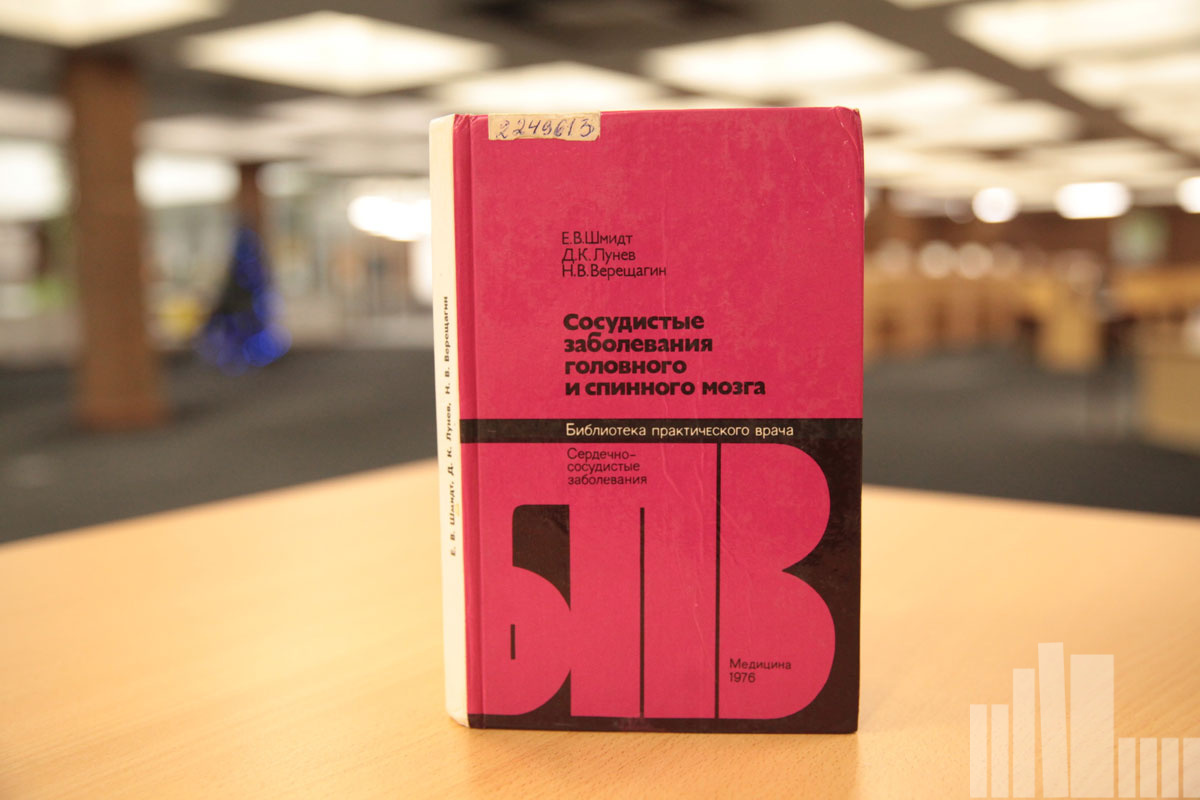 2249613
Е.В.Шмидт
Д.К.Лунев
Н.В.Верещагин
Сосудистые
заболевания
головного
и спинного мозга
Библиотека практического врача
Сердечно-
сосудистые
заболевания
БПВ
Медицина
1976
Е. В. Шмидт, Д. К. Лунев, Н. В. Верещагин